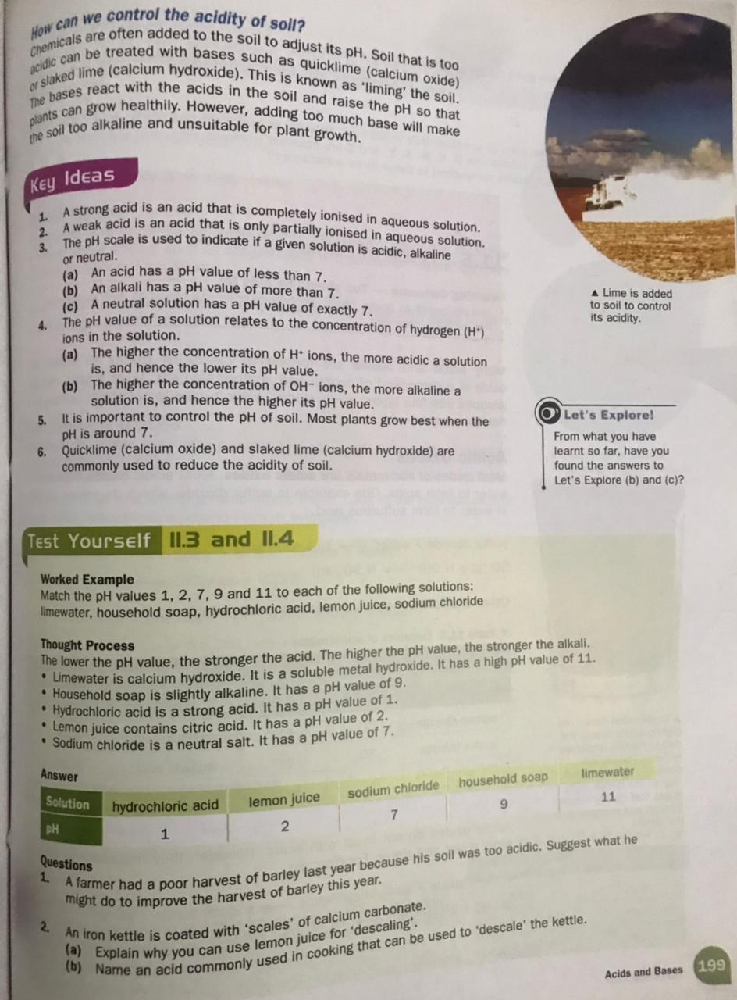 How can we control the acidity of soil?
Chemicals are often added to the soil to adjust its pH. Soil that is too
acidic can be treated with bases such as quicklime (calcium oxide)
or slaked lime (calcium hydroxide). This is known as 'liming' the soil.
The bases react with the acids in the soil and raise the pH so that
plants can grow healthily. However, adding too much base will make
the soil too alkaline and unsuitable for plant growth.
Key Ideas
1. A strong acid is an acid that is completely ionised in aqueous solution.
2. A weak acid is an acid that is only partially ionised in aqueous solution.
3. The pH scale is used to indicate if a given solution is acidic, alkaline
or neutral.
(a) An acid has a pH value of less than 7.
(b) An alkali has a pH value of more than 7.
(c) A neutral solution has a pH value of exactly 7.
4. The pH value of a solution relates to the concentration of hydrogen (H⁺)
ions in the solution.
(a) The higher the concentration of H⁺ ions, the more acidic a solution
is, and hence the lower its pH value.
(b) The higher the concentration of OH⁻ ions, the more alkaline a
solution is, and hence the higher its pH value.
5. It is important to control the pH of soil. Most plants grow best when the
pH is around 7.
6. Quicklime (calcium oxide) and slaked lime (calcium hydroxide) are
commonly used to reduce the acidity of soil.
▲ Lime is added
to soil to control
its acidity.
Let's Explore!
From what you have
learnt so far, have you
found the answers to
Let's Explore (b) and (c)?
Test Yourself II.3 and II.4
Worked Example
Match the pH values 1, 2, 7, 9 and 11 to each of the following solutions:
limewater, household soap, hydrochloric acid, lemon juice, sodium chloride
Thought Process
The lower the pH value, the stronger the acid. The higher the pH value, the stronger the alkali.
• Limewater is calcium hydroxide. It is a soluble metal hydroxide. It has a high pH value of 11.
• Household soap is slightly alkaline. It has a pH value of 9.
• Hydrochloric acid is a strong acid. It has a pH value of 1.
• Lemon juice contains citric acid. It has a pH value of 2.
• Sodium chloride is a neutral salt. It has a pH value of 7.
Answer
Solution hydrochloric acid lemon juice sodium chloride household soap limewater
pH 1 2 7 9 11
Questions
1. A farmer had a poor harvest of barley last year because his soil was too acidic. Suggest what he
might do to improve the harvest of barley this year.
2. An iron kettle is coated with 'scales' of calcium carbonate.
(a) Explain why you can use lemon juice for 'descaling'.
(b) Name an acid commonly used in cooking that can be used to 'descale' the kettle.
Acids and Bases 199